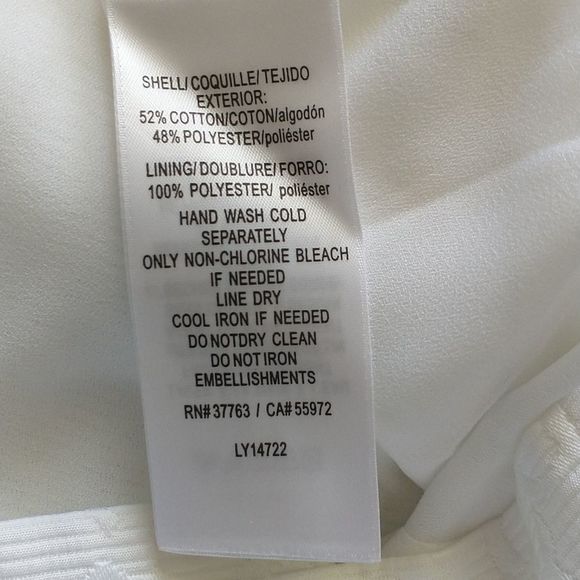 SHELL/COQUILLE/TEJIDO
EXTERIOR:
52% COTTON/COTON/algodón
48% POLYESTER/poliéster
LINING/DOUBLURE/FORRO:
100% POLYESTER/ poliéster
HAND WASH COLD
SEPARATELY
ONLY NON-CHLORINE BLEACH
IF NEEDED
LINE DRY
COOL IRON IF NEEDED
DO NOTDRY CLEAN
DO NOT IRON
EMBELLISHMENTS
RN# 37763 / CA# 55972
LY14722